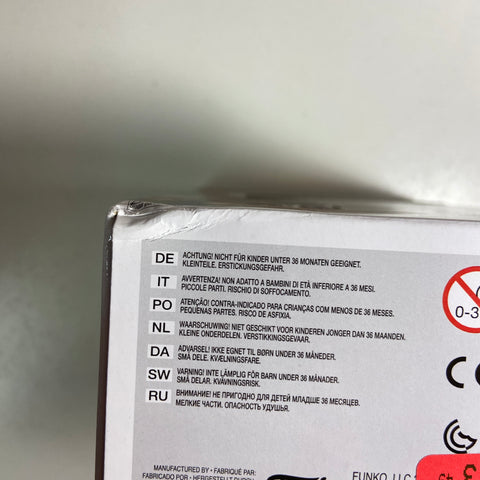 DE ACHTUNG! NICHT FÜR KINDER UNTER 36 MONATEN GEEIGNET.
KLEINTEILE. ERSTICKUNGSGEFAHR.
IT AVVERTENZA! NON ADATTO A BAMBINI DI ETÀ INFERIORE A 36 MESI.
PICCOLE PARTI. RISCHIO DI SOFFOCAMENTO.
PO ATENÇÃO! CONTRA-INDICADO PARA CRIANÇAS COM MENOS DE 36 MESES.
PEQUENAS PARTES. RISCO DE ASFIXIA.
NL WAARSCHUWING! NIET GESCHIKT VOOR KINDEREN JONGER DAN 36 MAANDEN.
KLEINE ONDERDELEN. VERSTIKKINGSGEVAAR.
DA ADVARSEL! IKKE EGNET TIL BØRN UNDER 36 MÅNEDER.
SMÅ DELE. KVÆLNINGSFARE.
SW VARNING! INTE LÄMPLIG FÖR BARN UNDER 36 MÅNADER.
SMÅ DELAR. KVÄVNINGSRISK.
RU ВНИМАНИЕ! НЕ ПРИГОДНО ДЛЯ ДЕТЕЙ МЛАДШЕ 36 МЕСЯЦЕВ.
МЕЛКИЕ ЧАСТИ. ОПАСНОСТЬ УДУШЬЯ.
0-3
CE
MANUFACTURED BY • FABRIQUÉ PAR:
FABRICADO POR •
FUNKO, LLC